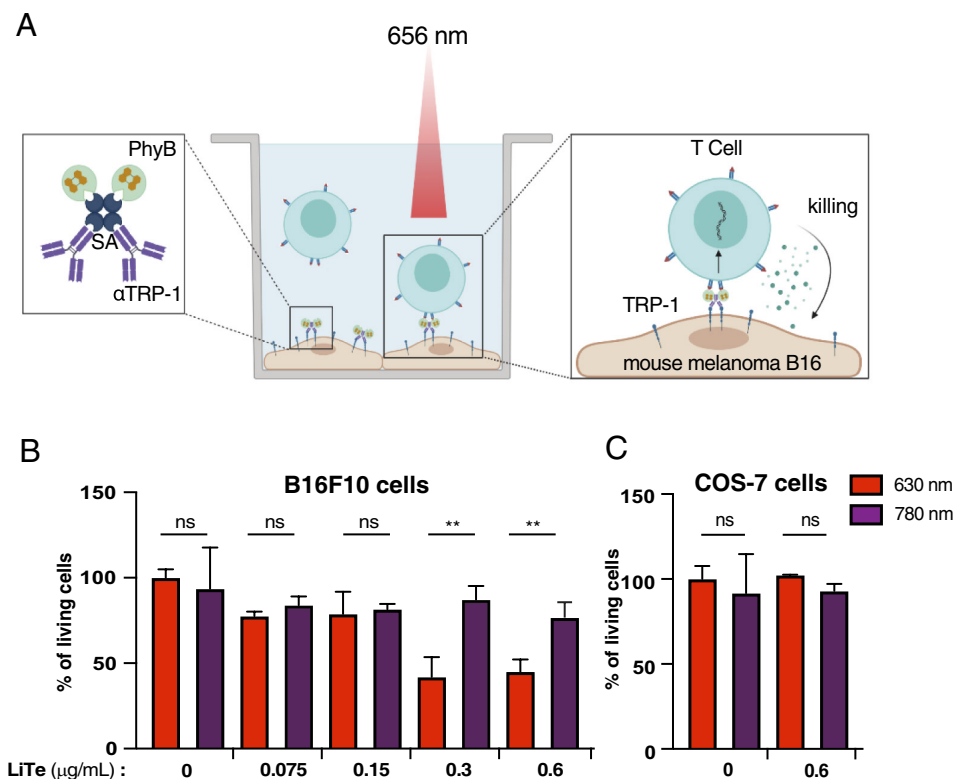 A
656 nm
PhyB
SA
αTRP-1
T Cell
killing
TRP-1
mouse melanoma B16
B
B16F10 cells
% of living cells
150
100
50
0
ns
ns
ns
**
**
LiTe (μg/mL) :
0
0.075
0.15
0.3
0.6
C
COS-7 cells
630 nm
780 nm
% of living cells
150
100
50
0
ns
ns
0
0.6